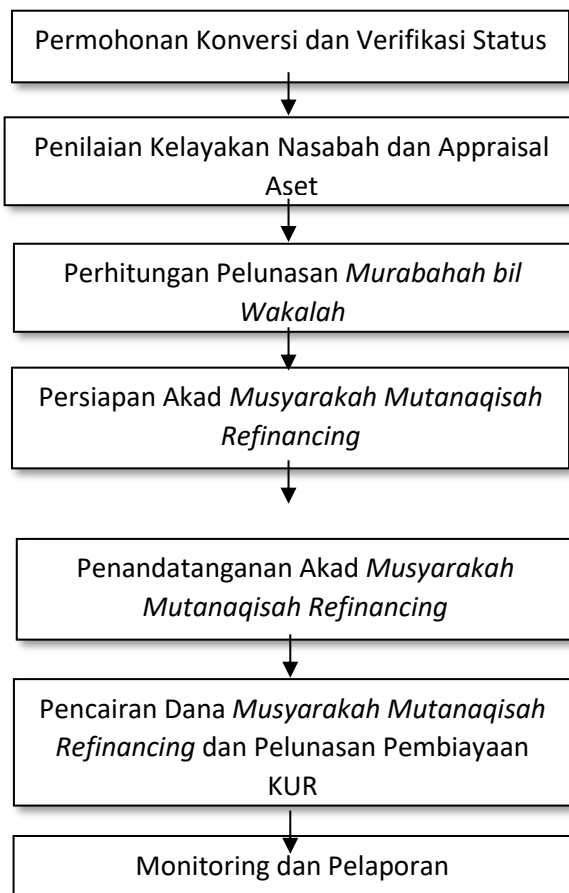 Permohonan Konversi dan Verifikasi Status
Penilaian Kelayakan Nasabah dan Appraisal
Aset
Perhitungan Pelunasan Murabahah bil
Wakalah
Persiapan Akad Musyarakah Mutanaqisah
Refinancing
Penandatanganan Akad Musyarakah
Mutanaqisah Refinancing
Pencairan Dana Musyarakah Mutanaqisah
Refinancing dan Pelunasan Pembiayaan
KUR
Monitoring dan Pelaporan